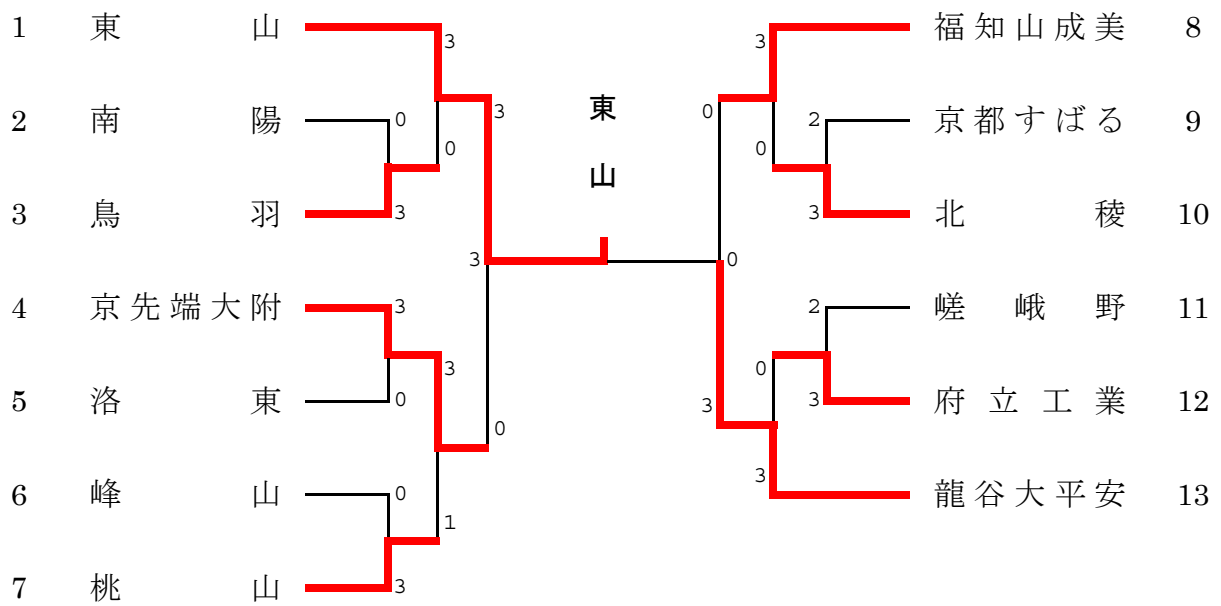 1 東山 3 3 福知山成美 8
東山
3 0
2 南陽 0 2 京都すばる 9
0 0
3 鳥羽 3 3 北稜 10
3 0
4 京先端大附 3 2 嵯峨野 11
3 0
5 洛東 0 3 府立工業 12
0 3
6 峰山 0 3 龍谷大平安 13
1
7 桃山 3